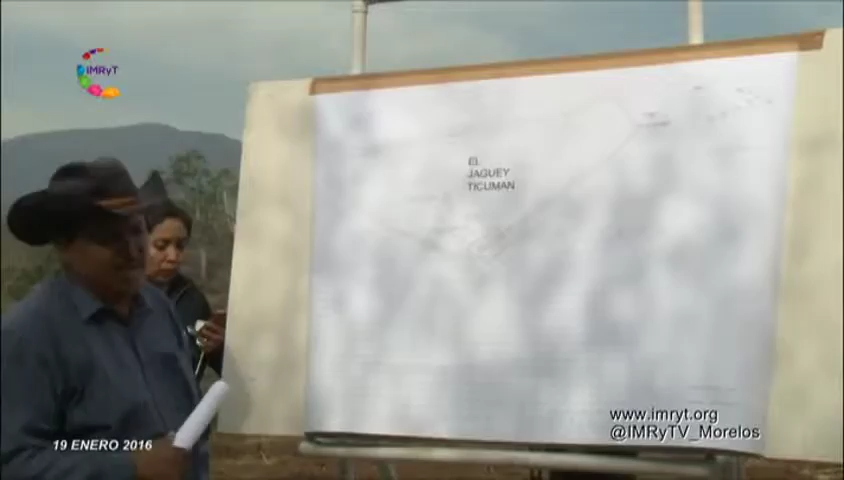 IMRyT
EL
JAGUEY
TICUMAN
www.imryt.org
@IMRyTV_Morelos
19 ENERO 2016